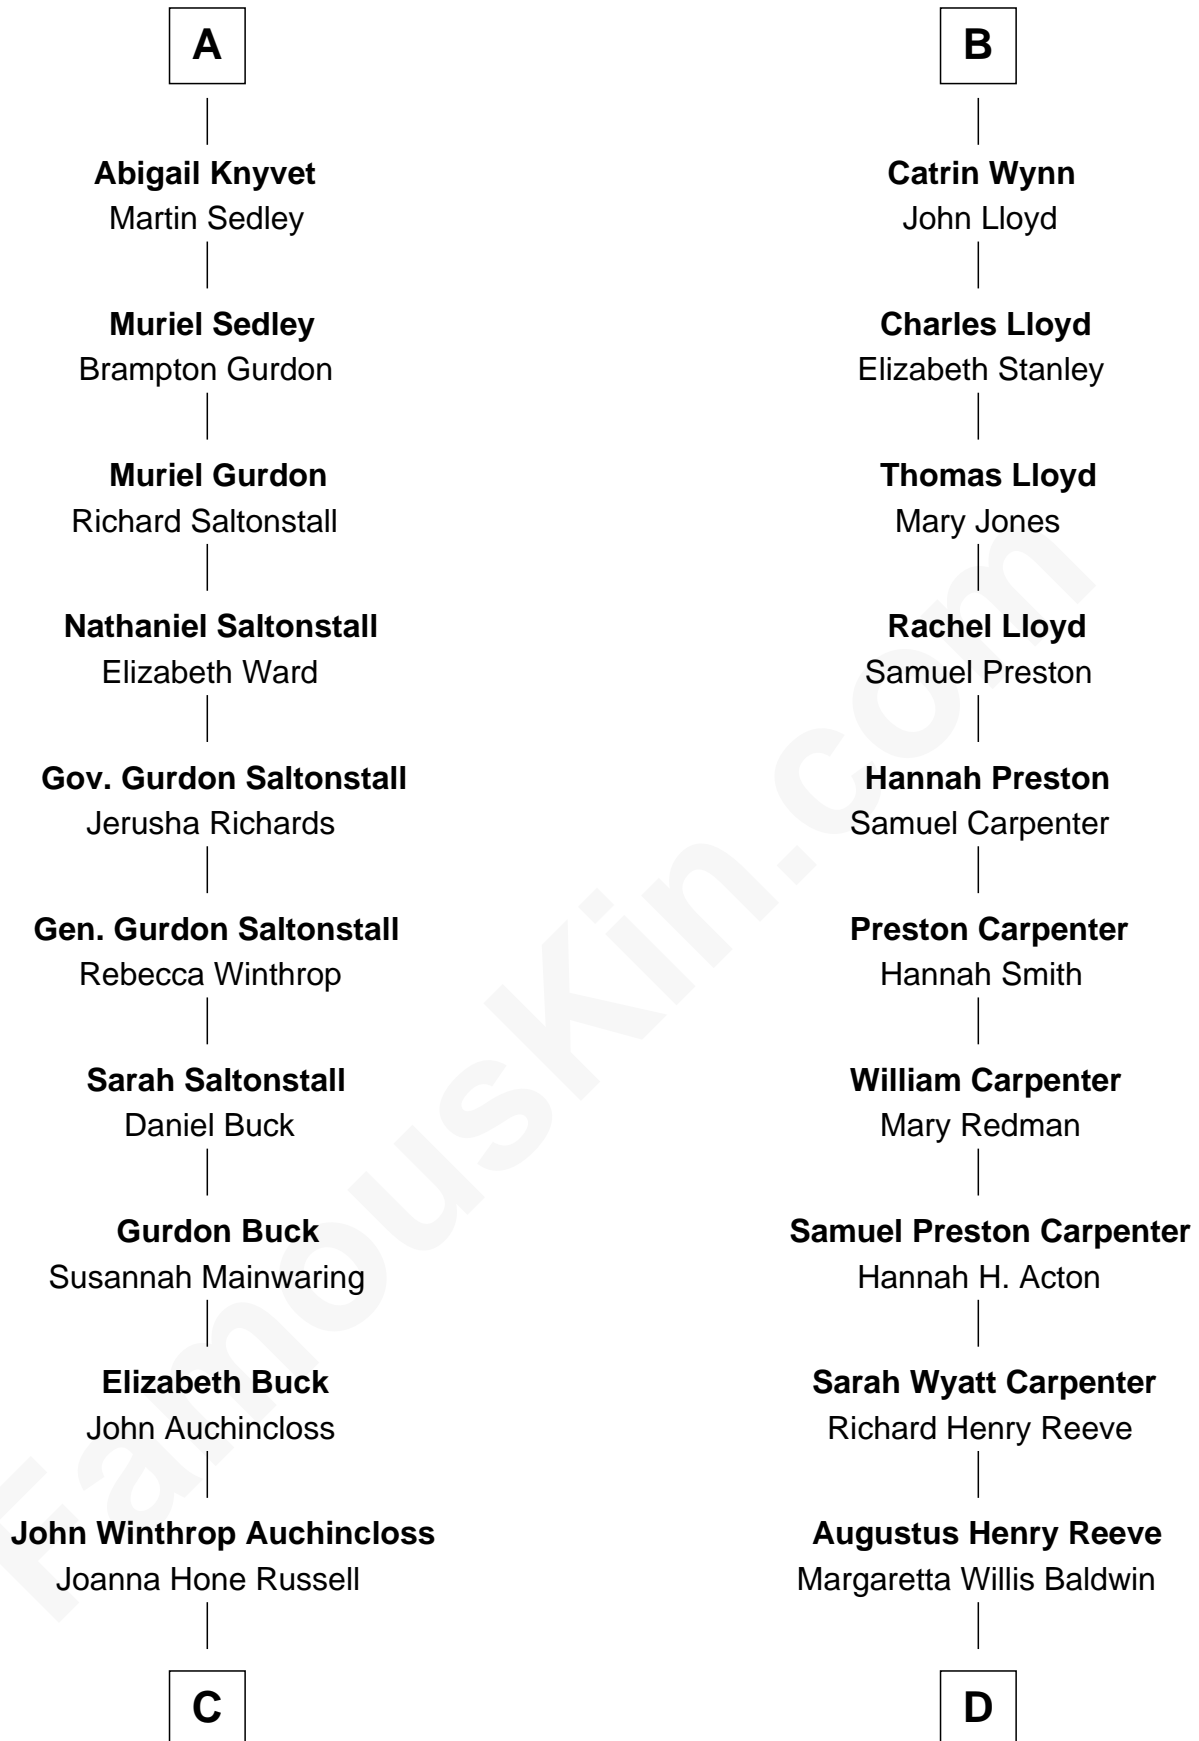 A
Abigail Knyvet
Martin Sedley
Muriel Sedley
Brampton Gurdon
Muriel Gurdon
Richard Saltonstall
Nathaniel Saltonstall
Elizabeth Ward
Gov. Gurdon Saltonstall
Jerusha Richards
Gen. Gurdon Saltonstall
Rebecca Winthrop
Sarah Saltonstall
Daniel Buck
Gurdon Buck
Susannah Mainwaring
Elizabeth Buck
John Auchincloss
John Winthrop Auchincloss
Joanna Hone Russell
C
B
Catrin Wynn
John Lloyd
Charles Lloyd
Elizabeth Stanley
Thomas Lloyd
Mary Jones
Rachel Lloyd
Samuel Preston
Hannah Preston
Samuel Carpenter
Preston Carpenter
Hannah Smith
William Carpenter
Mary Redman
Samuel Preston Carpenter
Hannah H. Acton
Sarah Wyatt Carpenter
Richard Henry Reeve
Augustus Henry Reeve
Margaretta Willis Baldwin
D
FamousKin.com